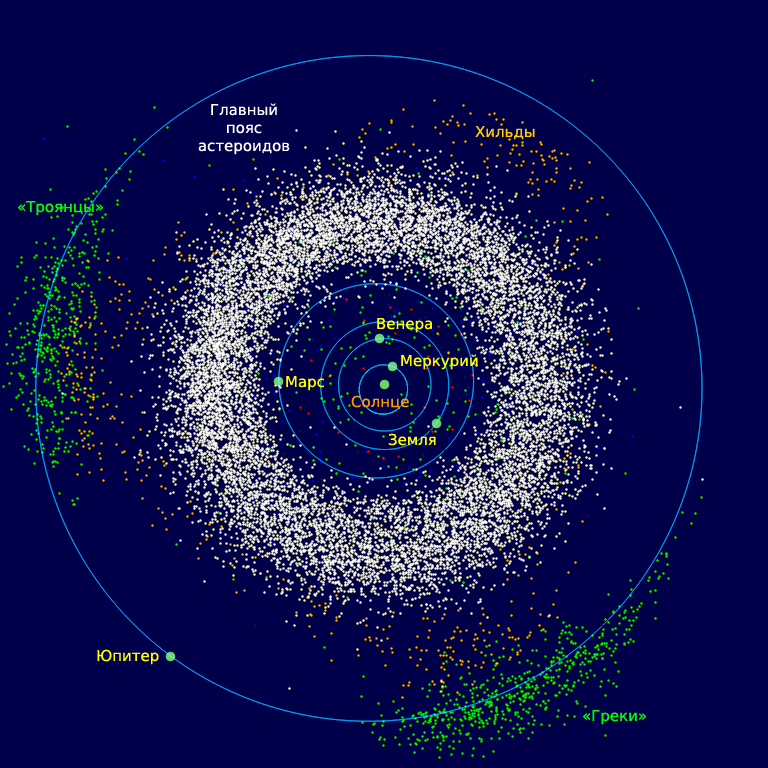 Главный
пояс
астероидов
Хильды
«Троянцы»
Венера
Меркурий
Марс
Солнце
Земля
Юпитер
«Греки»